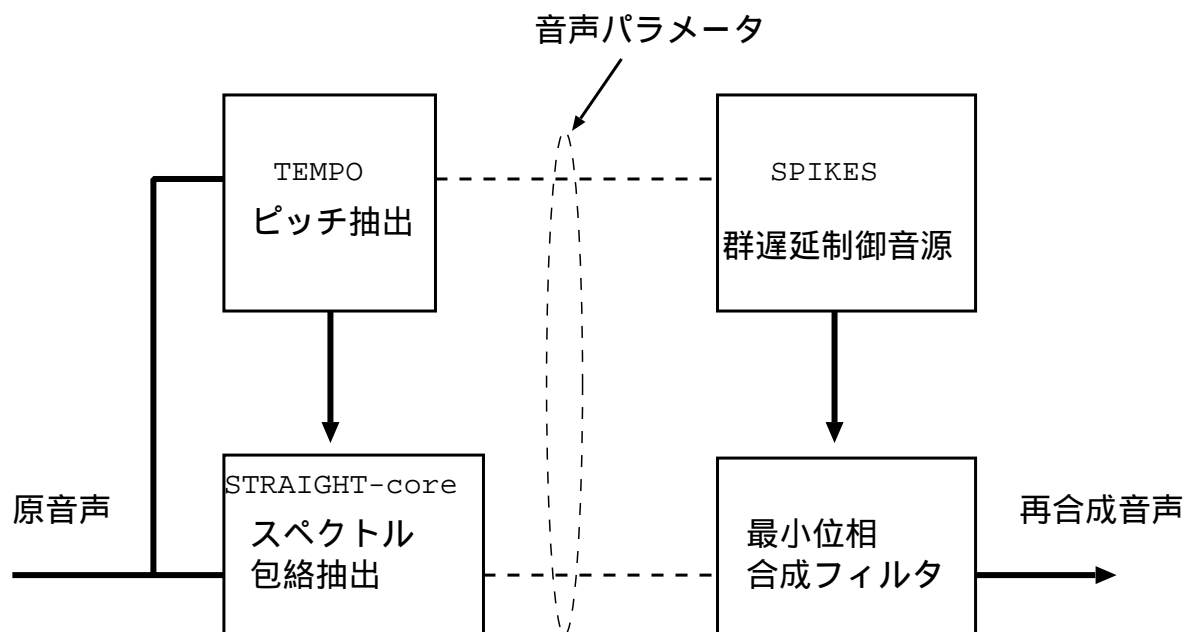 音声パラメータ
TEMPO
ピッチ抽出
SPIKES
群遅延制御音源
原音声
STRAIGHT-core
スペクトル
包絡抽出
最小位相
合成フィルタ
再合成音声